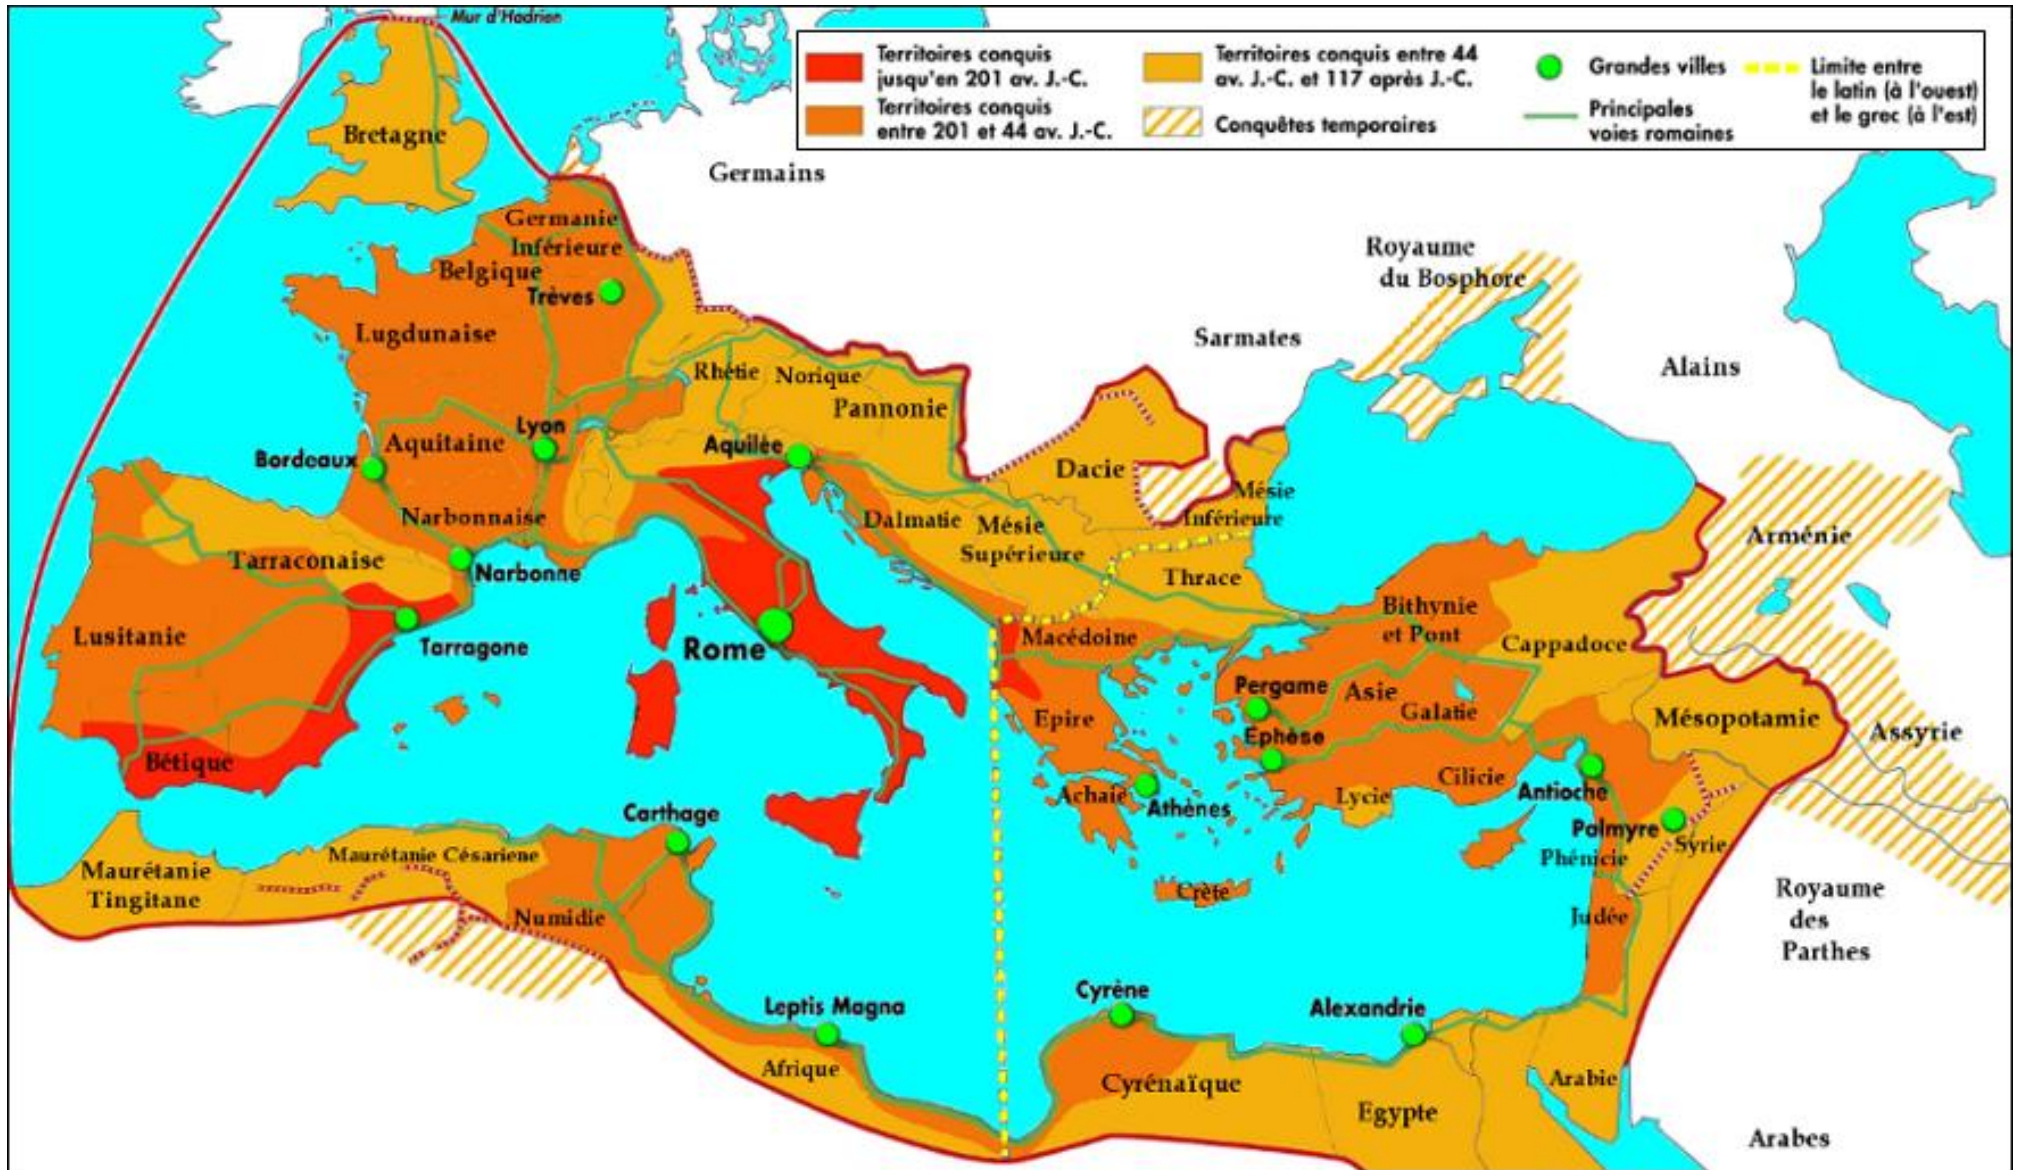 Mur d'Hadrien
Territoires conquis
jusqu'en 201 av. J.-C.
Territoires conquis
entre 201 et 44 av. J.-C.
Territoires conquis entre 44
av. J.-C. et 117 après J.-C.
Conquêtes temporaires
Grandes villes
Principales
voies romaines
Limite entre
le latin (à l'ouest)
et le grec (à l'est)
Bretagne
Germains
Germanie
Inférieure
Belgique
Trèves
Lugdunaise
Royaume
du Bosphore
Sarmates
Alains
Rhétie
Norique
Pannonie
Lyon
Aquitaine
Bordeaux
Aquilée
Dacie
Mésie
Inférieure
Narbonnaise
Dalmatie
Mésie
Supérieure
Arménie
Tarraconaise
Narbonne
Thrace
Lusitanie
Tarragone
Rome
Macédoine
Bithynie
et Pont
Cappadoce
Pergame
Asie
Galatie
Epire
Mésopotamie
Assyrie
Ephèse
Bétique
Cilicie
Antioche
Achaie
Athènes
Lycie
Carthage
Palmyre
Syrie
Phénicie
Maurétanie
Tingitane
Maurétanie Césariene
Crète
Numidie
Judée
Royaume
des
Parthes
Leptis Magna
Cyrène
Alexandrie
Afrique
Cyrénaïque
Egypte
Arabie
Arabes